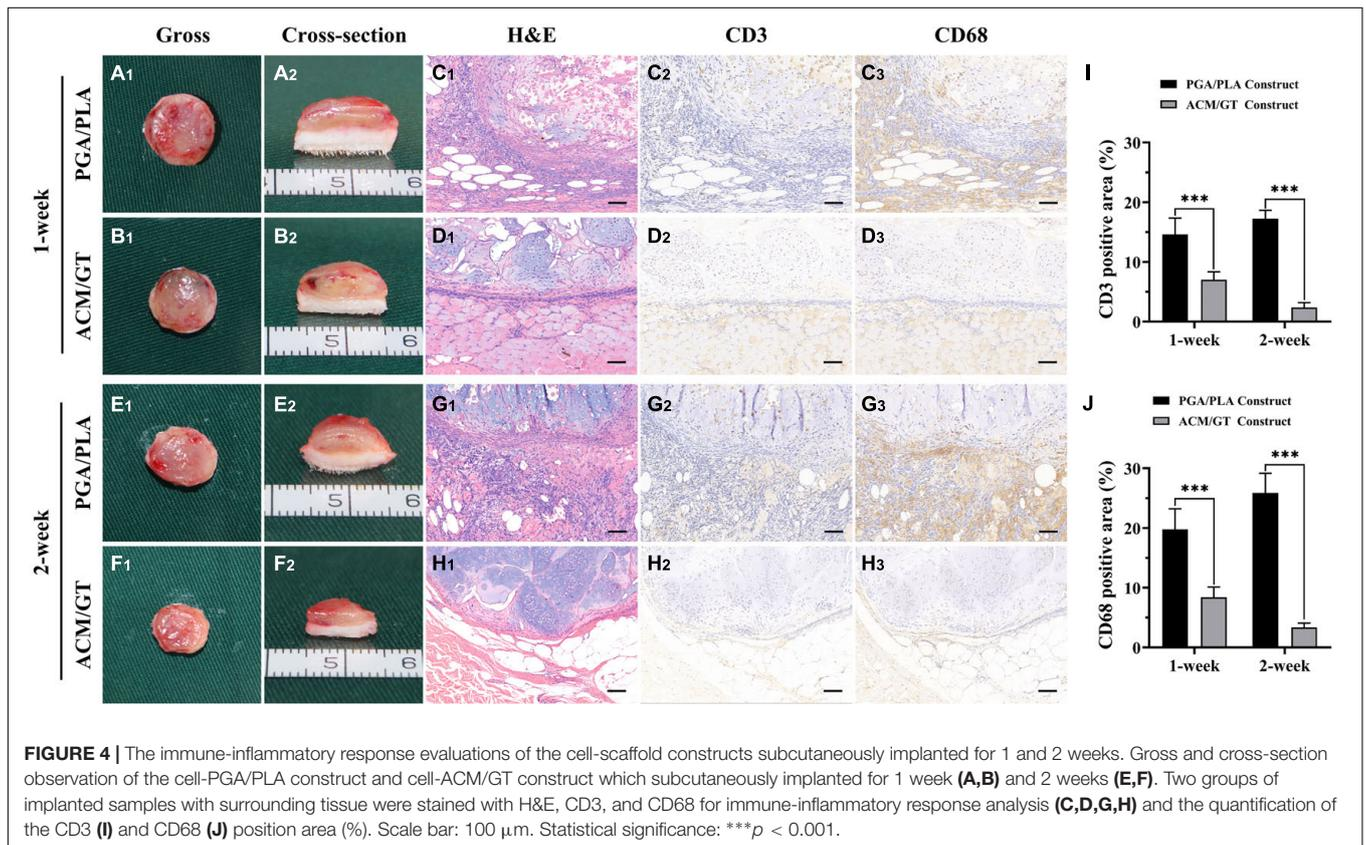 Gross Cross-section H&E CD3 CD68
1-week
PGA/PLA
A1 A2 C1 C2 C3
5 6
ACM/GT
B1 B2 D1 D2 D3
5 6
2-week
PGA/PLA
E1 E2 G1 G2 G3
5 6
ACM/GT
F1 F2 H1 H2 H3
5 6
I
PGA/PLA Construct
ACM/GT Construct
CD3 positive area (%)
30
20
10
0
*** ***
1-week 2-week
J
PGA/PLA Construct
ACM/GT Construct
CD68 positive area (%)
30
20
10
0
*** ***
1-week 2-week
FIGURE 4 | The immune-inflammatory response evaluations of the cell-scaffold constructs subcutaneously implanted for 1 and 2 weeks. Gross and cross-section
observation of the cell-PGA/PLA construct and cell-ACM/GT construct which subcutaneously implanted for 1 week (A,B) and 2 weeks (E,F). Two groups of
implanted samples with surrounding tissue were stained with H&E, CD3, and CD68 for immune-inflammatory response analysis (C,D,G,H) and the quantification of
the CD3 (I) and CD68 (J) position area (%). Scale bar: 100 μm. Statistical significance: ***p < 0.001.